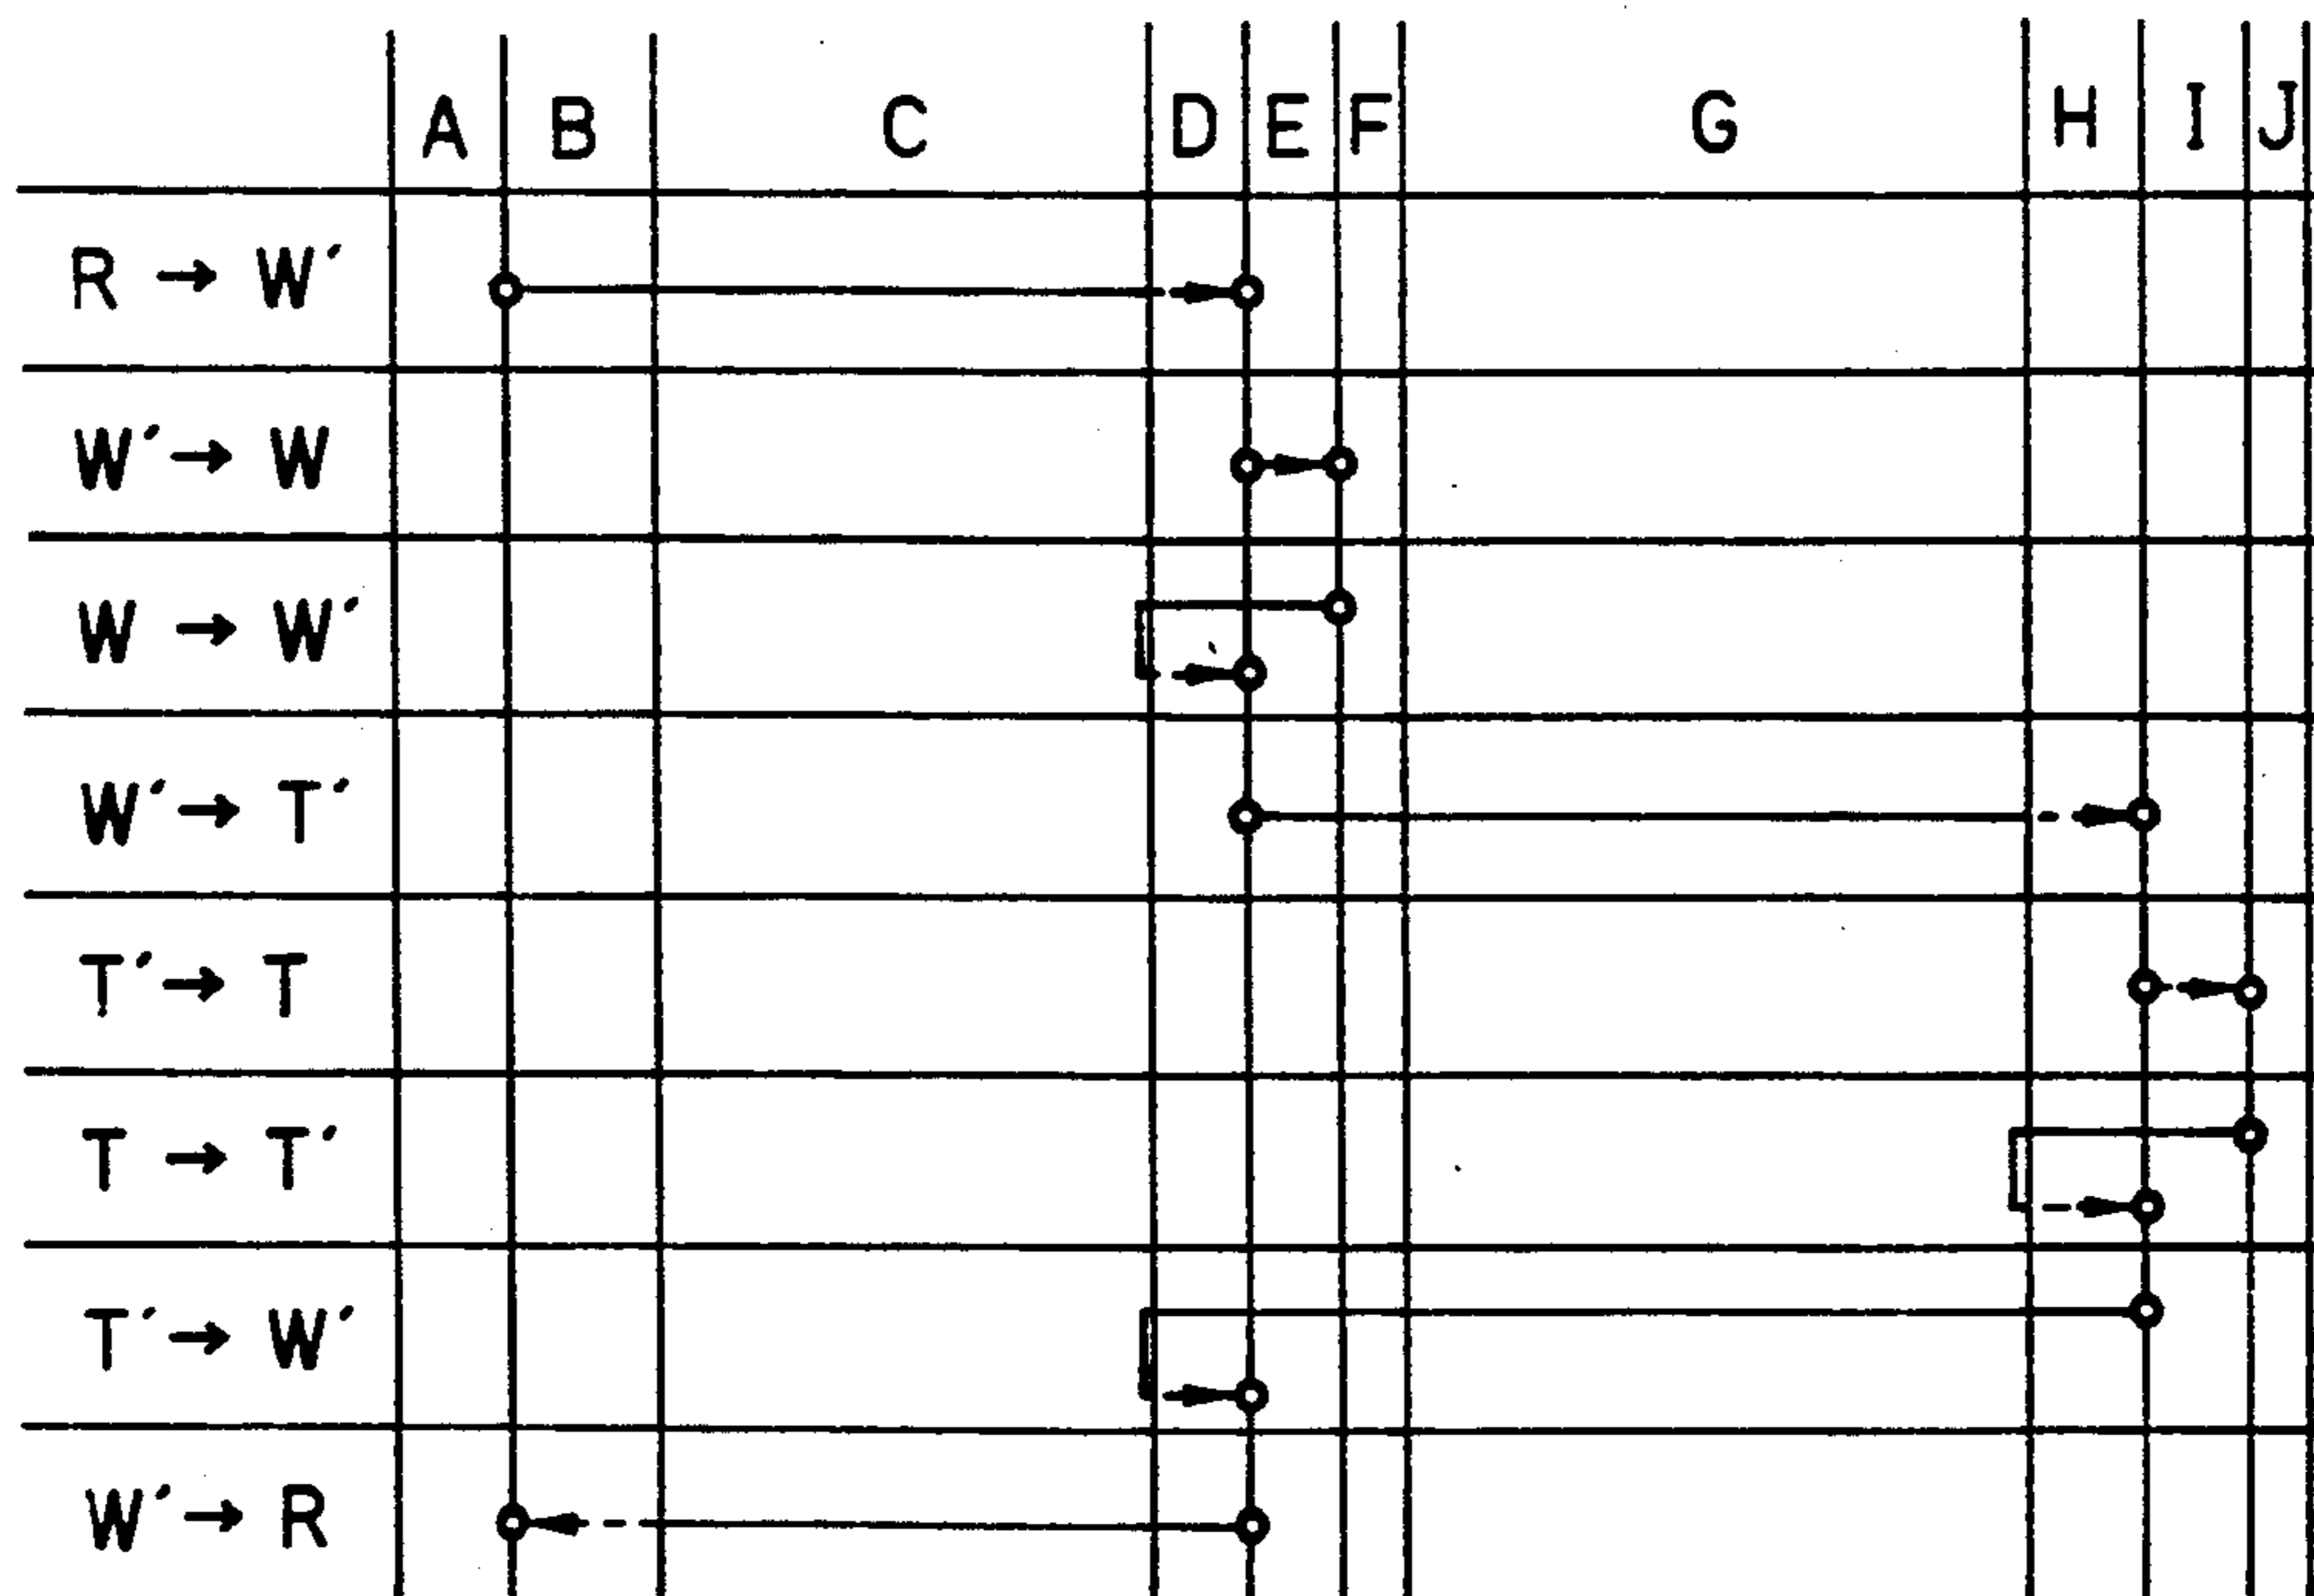 A B C D E F G H I J
R → W′
W′ → W
W → W′
W′ → T′
T′ → T
T → T′
T′ → W′
W′ → R